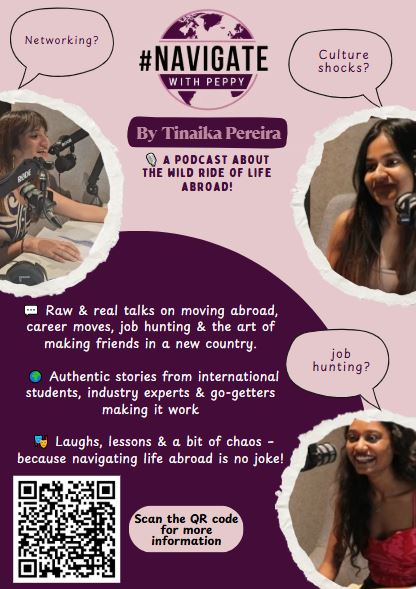 Networking?
#NAVIGATE
WITH PEPPY
Culture
shocks?
By Tinaika Pereira
🎙️ A PODCAST ABOUT
THE WILD RIDE OF LIFE
ABROAD!
RODE
RODE
💬 Raw & real talks on moving abroad,
career moves, job hunting & the art of
making friends in a new country.
job
hunting?
🌍 Authentic stories from international
students, industry experts & go-getters
making it work
🎭 Laughs, lessons & a bit of chaos –
because navigating life abroad is no joke!
Scan the QR code
for more
information